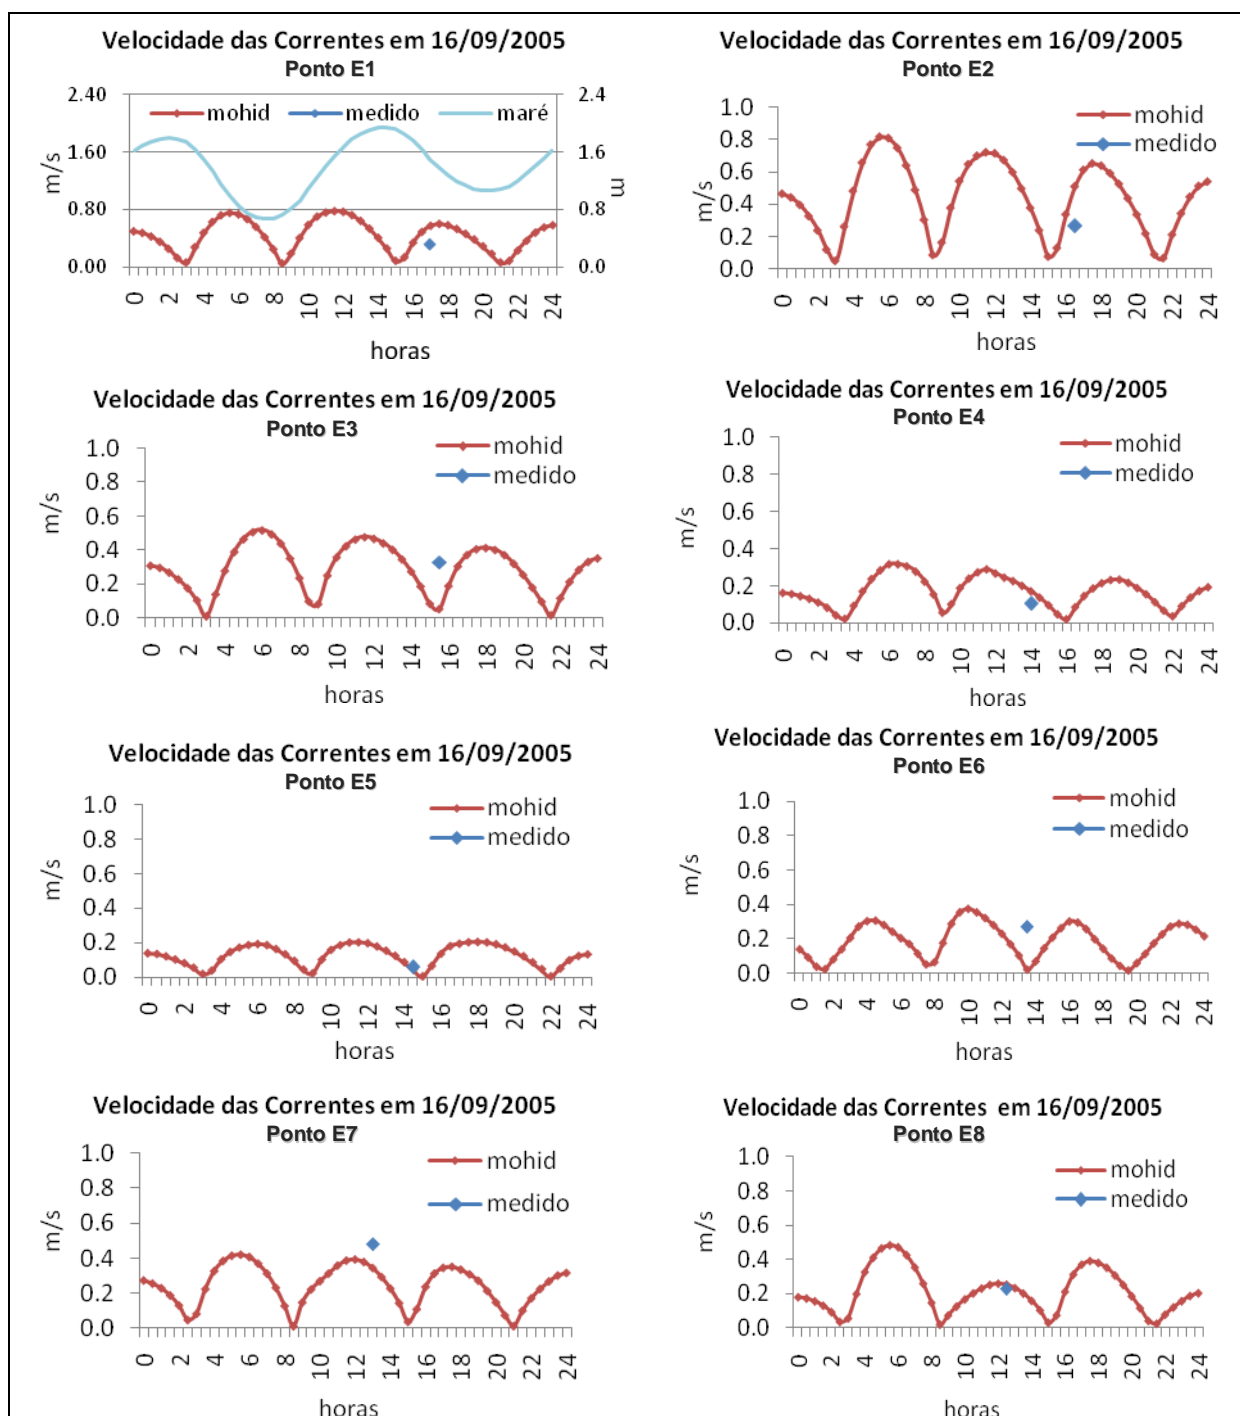 Velocidade das Correntes em 16/09/2005
Ponto E1
2.40
1.60
0.80
0.00
m/s
mohid
medido
maré
2.4
1.6
0.8
0.0
m
0 2 4 6 8 10 12 14 16 18 20 22 24
horas
Velocidade das Correntes em 16/09/2005
Ponto E2
1.0
0.8
0.6
0.4
0.2
0.0
m/s
mohid
medido
0 2 4 6 8 10 12 14 16 18 20 22 24
horas
Velocidade das Correntes em 16/09/2005
Ponto E3
1.0
0.8
0.6
0.4
0.2
0.0
m/s
mohid
medido
0 2 4 6 8 10 12 14 16 18 20 22 24
horas
Velocidade das Correntes em 16/09/2005
Ponto E4
1.0
0.8
0.6
0.4
0.2
0.0
m/s
mohid
medido
0 2 4 6 8 10 12 14 16 18 20 22 24
horas
Velocidade das Correntes em 16/09/2005
Ponto E5
1.0
0.8
0.6
0.4
0.2
0.0
m/s
mohid
medido
0 2 4 6 8 10 12 14 16 18 20 22 24
horas
Velocidade das Correntes em 16/09/2005
Ponto E6
1.0
0.8
0.6
0.4
0.2
0.0
m/s
mohid
medido
0 2 4 6 8 10 12 14 16 18 20 22 24
horas
Velocidade das Correntes em 16/09/2005
Ponto E7
1.0
0.8
0.6
0.4
0.2
0.0
m/s
mohid
medido
0 2 4 6 8 10 12 14 16 18 20 22 24
horas
Velocidade das Correntes em 16/09/2005
Ponto E8
1.0
0.8
0.6
0.4
0.2
0.0
m/s
mohid
medido
0 2 4 6 8 10 12 14 16 18 20 22 24
horas